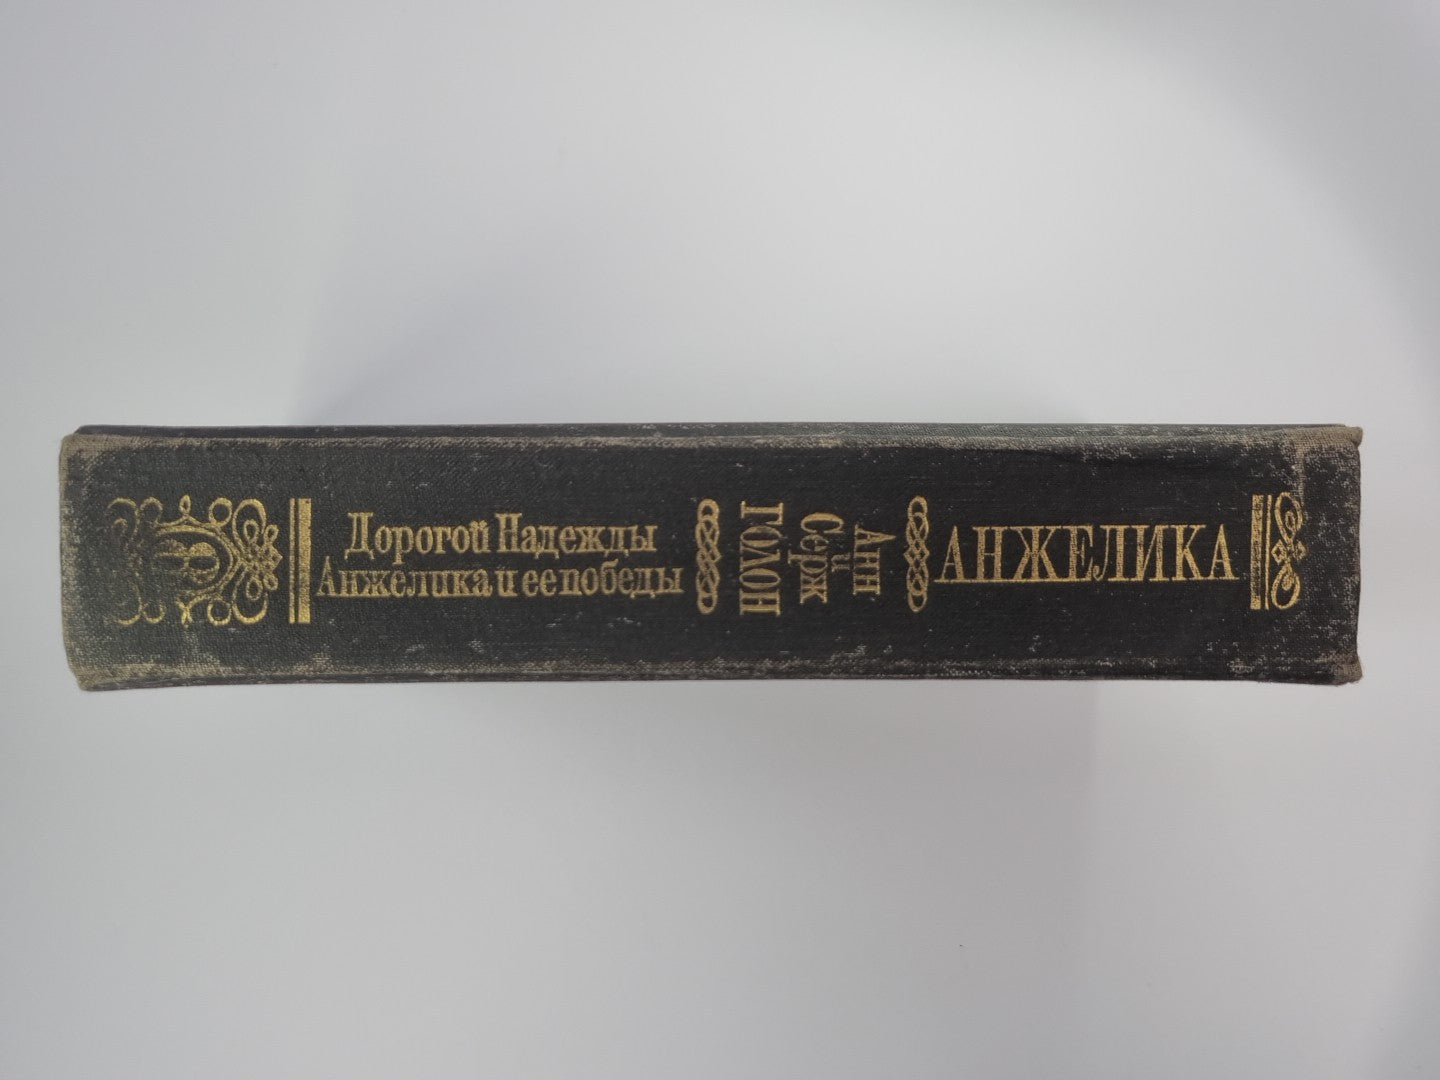 АНЖЕЛИКА
Анн
и
Серж
ГОЛОН
Дорогой Надежды
Анжелика и ее победы